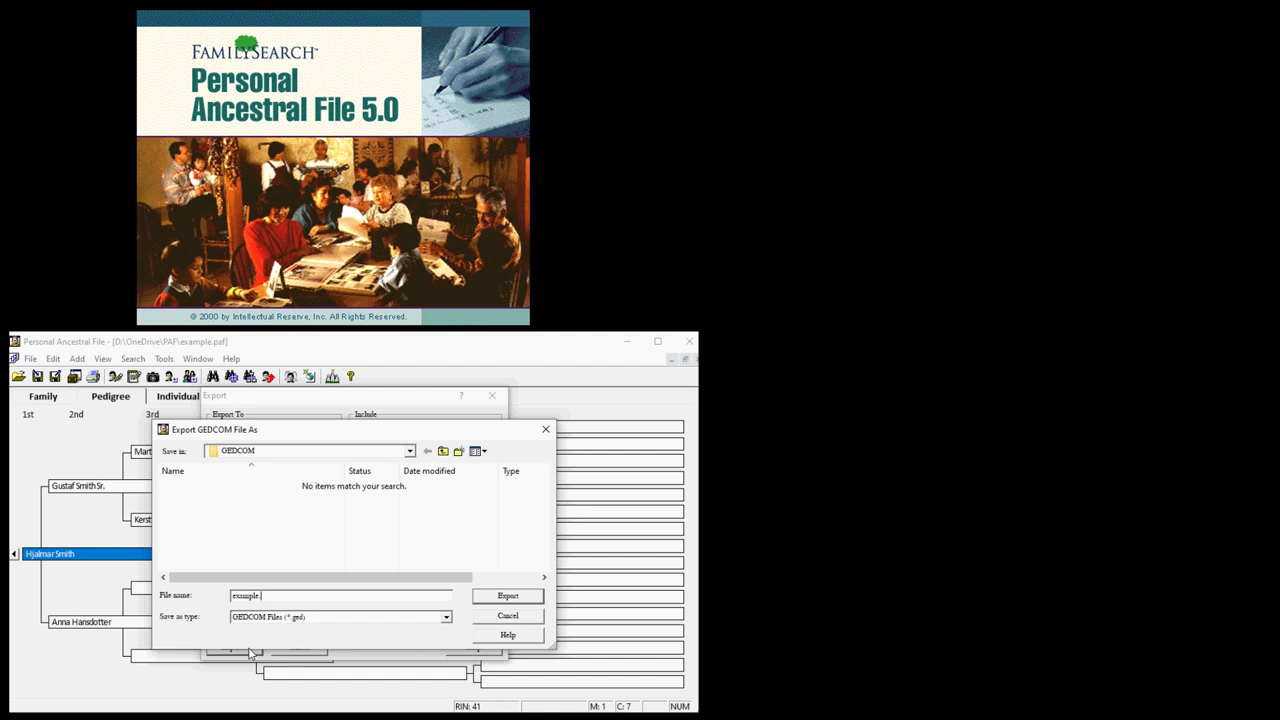 FAMILYSEARCH™
Personal
Ancestral File 5.0
© 2000 by Intellectual Reserve, Inc. All Rights Reserved.
Personal Ancestral File - [D:\OneDrive\PAF\example.paf]
File Edit Add View Search Tools Window Help
Family Pedigree Individual
Export
Export To Include
1st 2nd 3rd
Export GEDCOM File As
Save in: GEDCOM
Mart
Name Status Date modified Type
No items match your search.
Gustaf Smith Sr.
Kerst
Hjalmar Smith
File name: example.
Export
Save as type: GEDCOM Files (*.ged)
Cancel
Anna Hansdotter
Help
RIN: 41 M: 1 C: 7 NUM